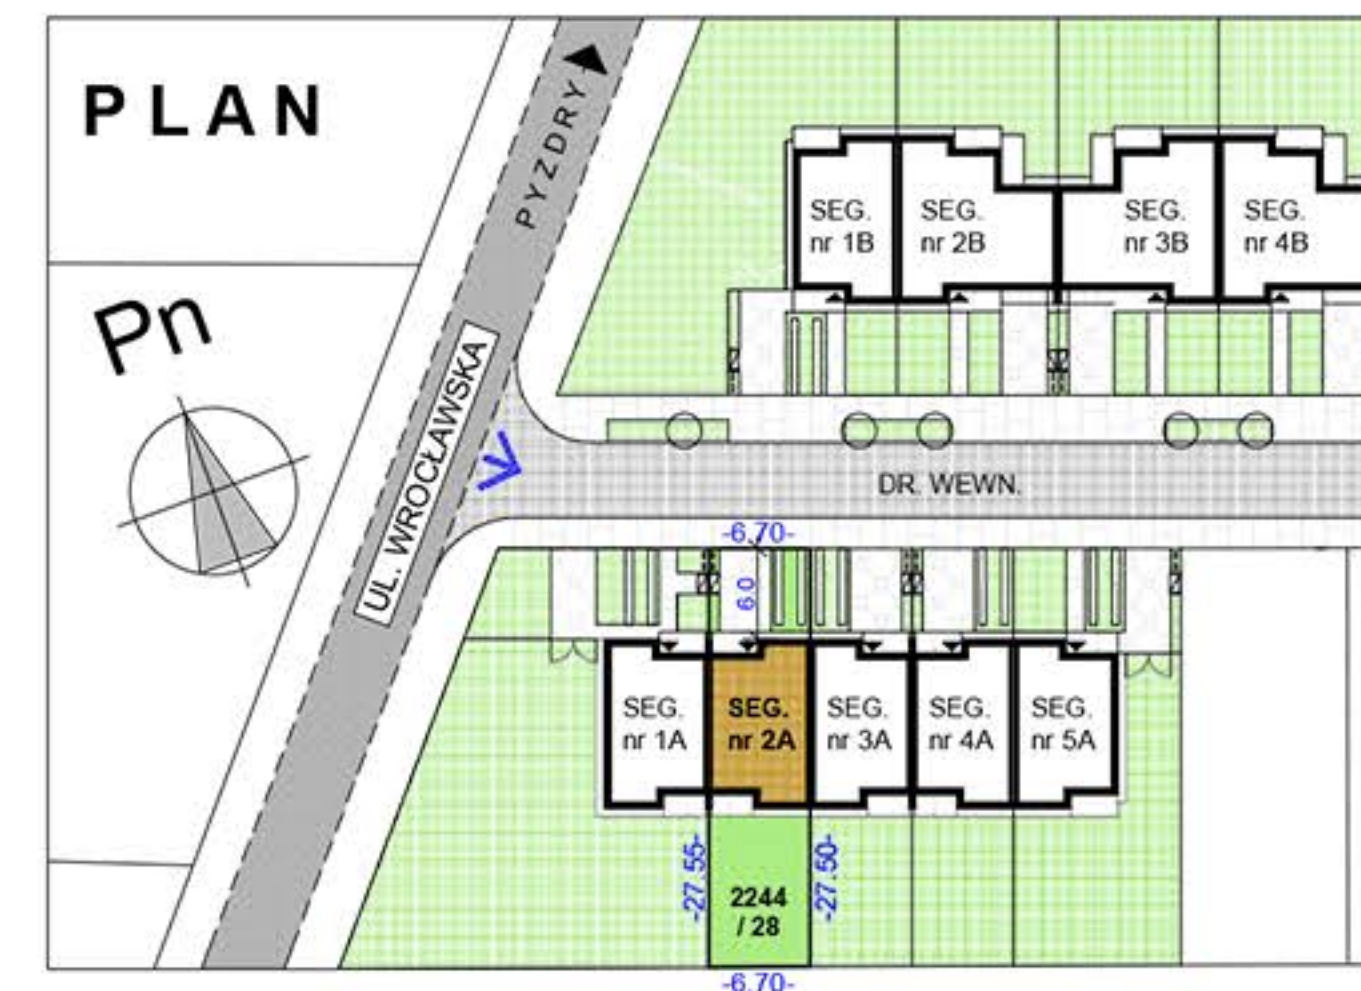 PLAN
PYZDRY
Pn
UL. WROCŁAWSKA
SEG.
nr 1B
SEG.
nr 2B
SEG.
nr 3B
SEG.
nr 4B
DR. WEWN.
-6.70-
6.0
SEG.
nr 1A
SEG.
nr 2A
SEG.
nr 3A
SEG.
nr 4A
SEG.
nr 5A
-27.55-
-27.50-
2244
/ 28
-6.70-